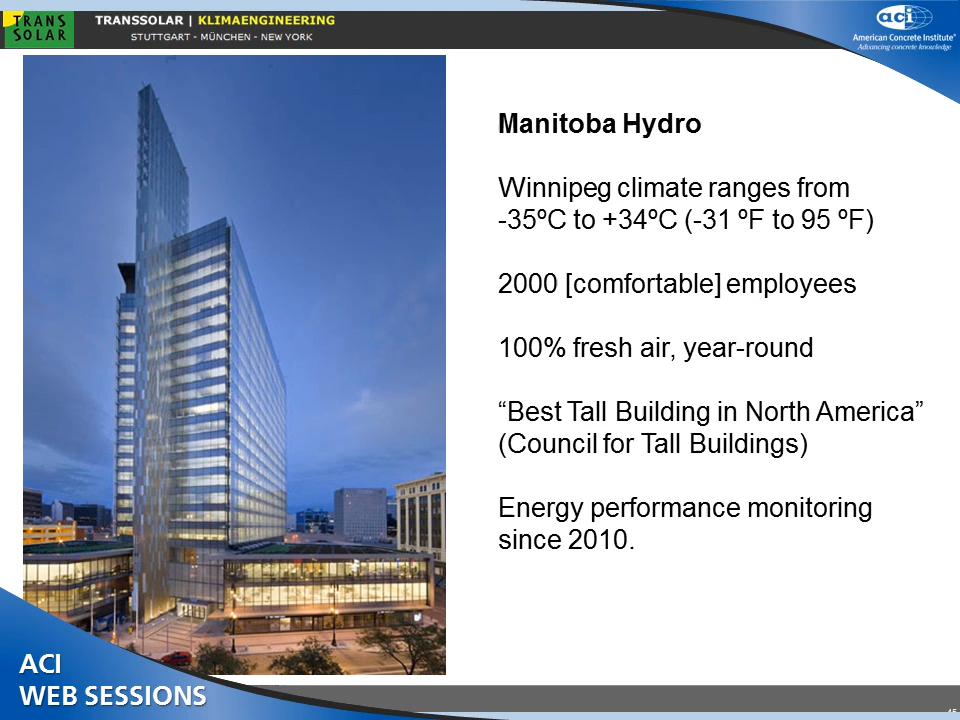 TRANS
SOLAR
TRANSSOLAR | KLIMAENGINEERING
STUTTGART - MÜNCHEN - NEW YORK
aci
American Concrete Institute®
Advancing concrete knowledge
Manitoba Hydro
Winnipeg climate ranges from
-35ºC to +34ºC (-31 ºF to 95 ºF)
2000 [comfortable] employees
100% fresh air, year-round
“Best Tall Building in North America”
(Council for Tall Buildings)
Energy performance monitoring
since 2010.
ACI
WEB SESSIONS